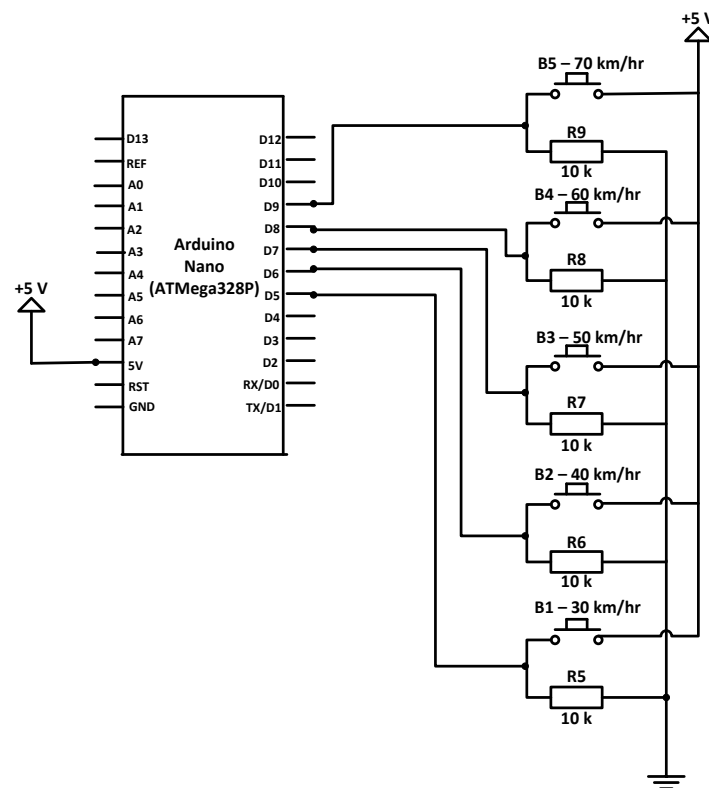 +5 V
B5 – 70 km/hr
R9
10 k
B4 – 60 km/hr
R8
10 k
B3 – 50 km/hr
R7
10 k
B2 – 40 km/hr
R6
10 k
B1 – 30 km/hr
R5
10 k
Arduino
Nano
(ATMega328P)
D13
REF
A0
A1
A2
A3
A4
A5
A6
A7
5V
RST
GND
D12
D11
D10
D9
D8
D7
D6
D5
D4
D3
D2
RX/D0
TX/D1
+5 V